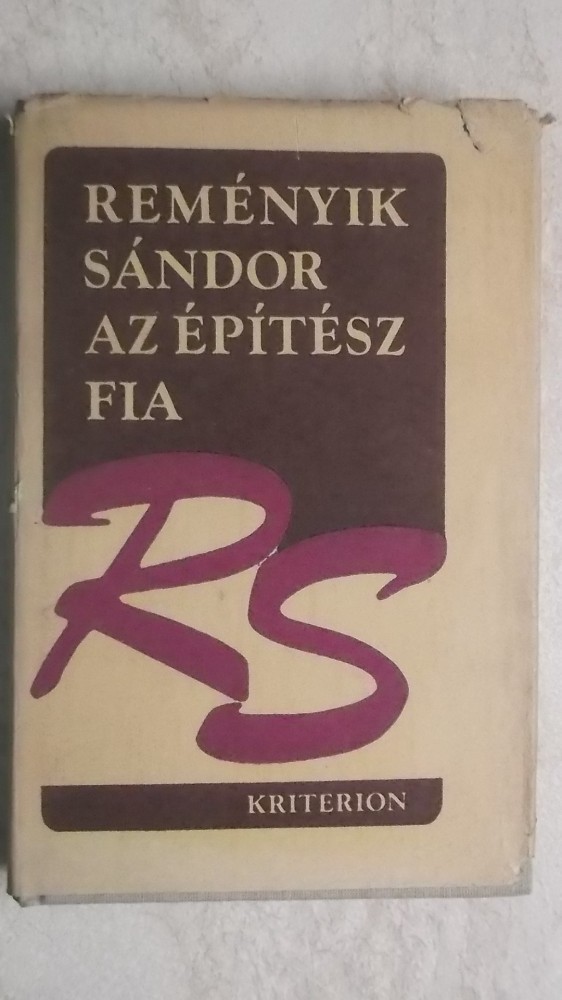 REMÉNYIK
SÁNDOR
AZ ÉPÍTÉSZ
FIA
RS
KRITERION